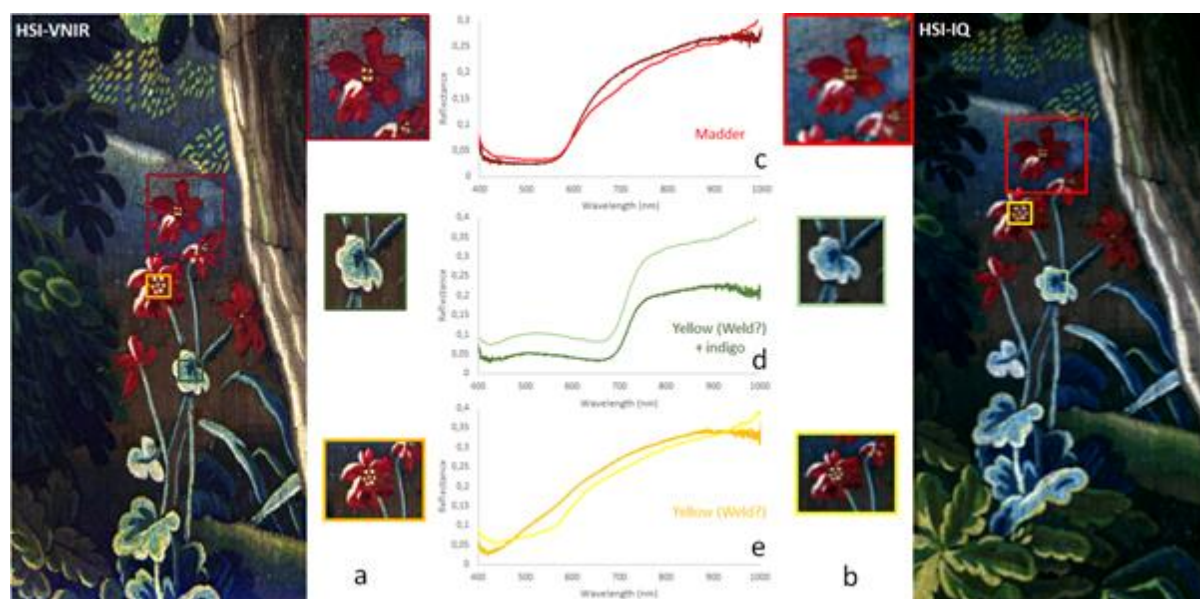 HSI-VNIR
HSI-IQ
0,3
0,25
0,2
0,15
0,1
0,05
0
Reflectance
Madder
c
400 500 600 700 800 900 1000
Wavelength (nm)
0,4
0,35
0,3
0,25
0,2
0,15
0,1
0,05
0
Reflectance
Yellow (Weld?)
+ indigo
d
400 500 600 700 800 900 1000
Wavelength (nm)
0,4
0,35
0,3
0,25
0,2
0,15
0,1
0,05
0
Reflectance
Yellow (Weld?)
e
400 500 600 700 800 900 1000
Wavelength (nm)
a
b